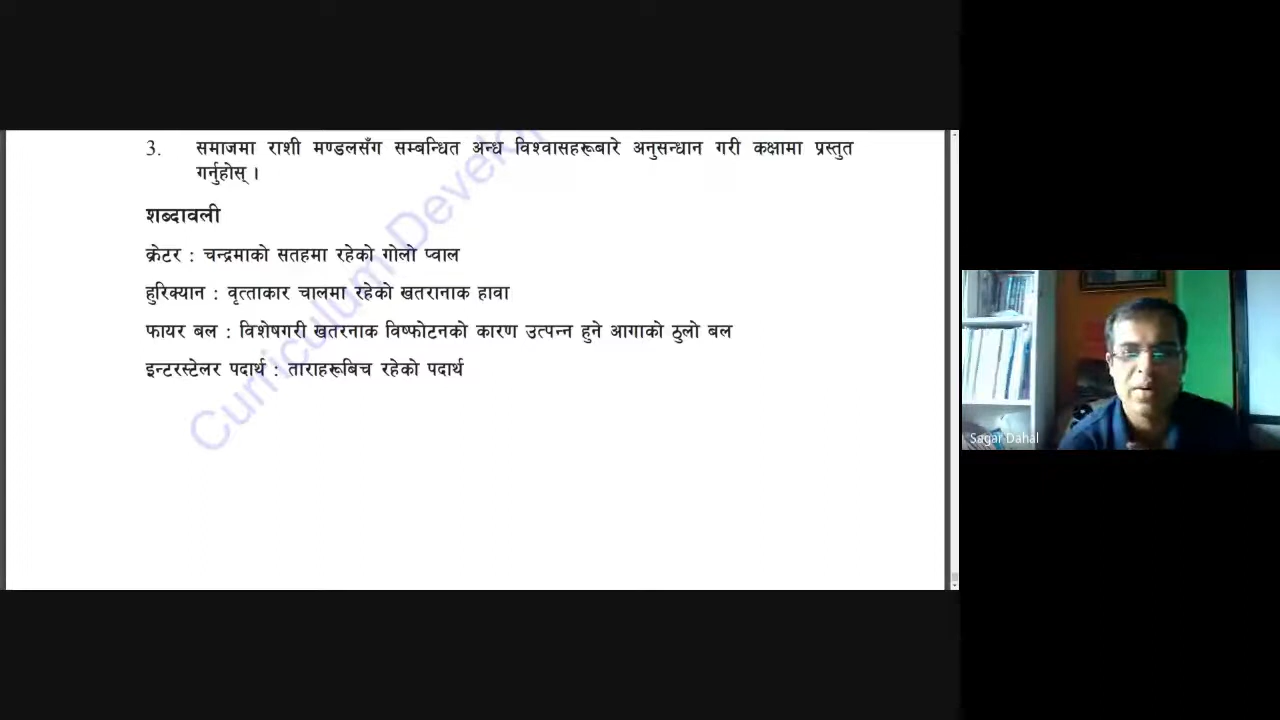 3. समाजमा राशी मण्डलसँग सम्बन्धित अन्ध विश्वासहरूबारे अनुसन्धान गरी कक्षामा प्रस्तुत
गर्नुहोस् ।
शब्दावली
क्रेटर : चन्द्रमाको सतहमा रहेको गोलो प्वाल
हुरिक्यान : वृत्ताकार चालमा रहेको खतरानाक हावा
फायर बल : विशेषगरी खतरनाक विष्फोटनको कारण उत्पन्न हुने आगाको ठुलो बल
इन्टरस्टेलर पदार्थ : ताराहरूबिच रहेको पदार्थ
Curriculum
Sagar Dahal